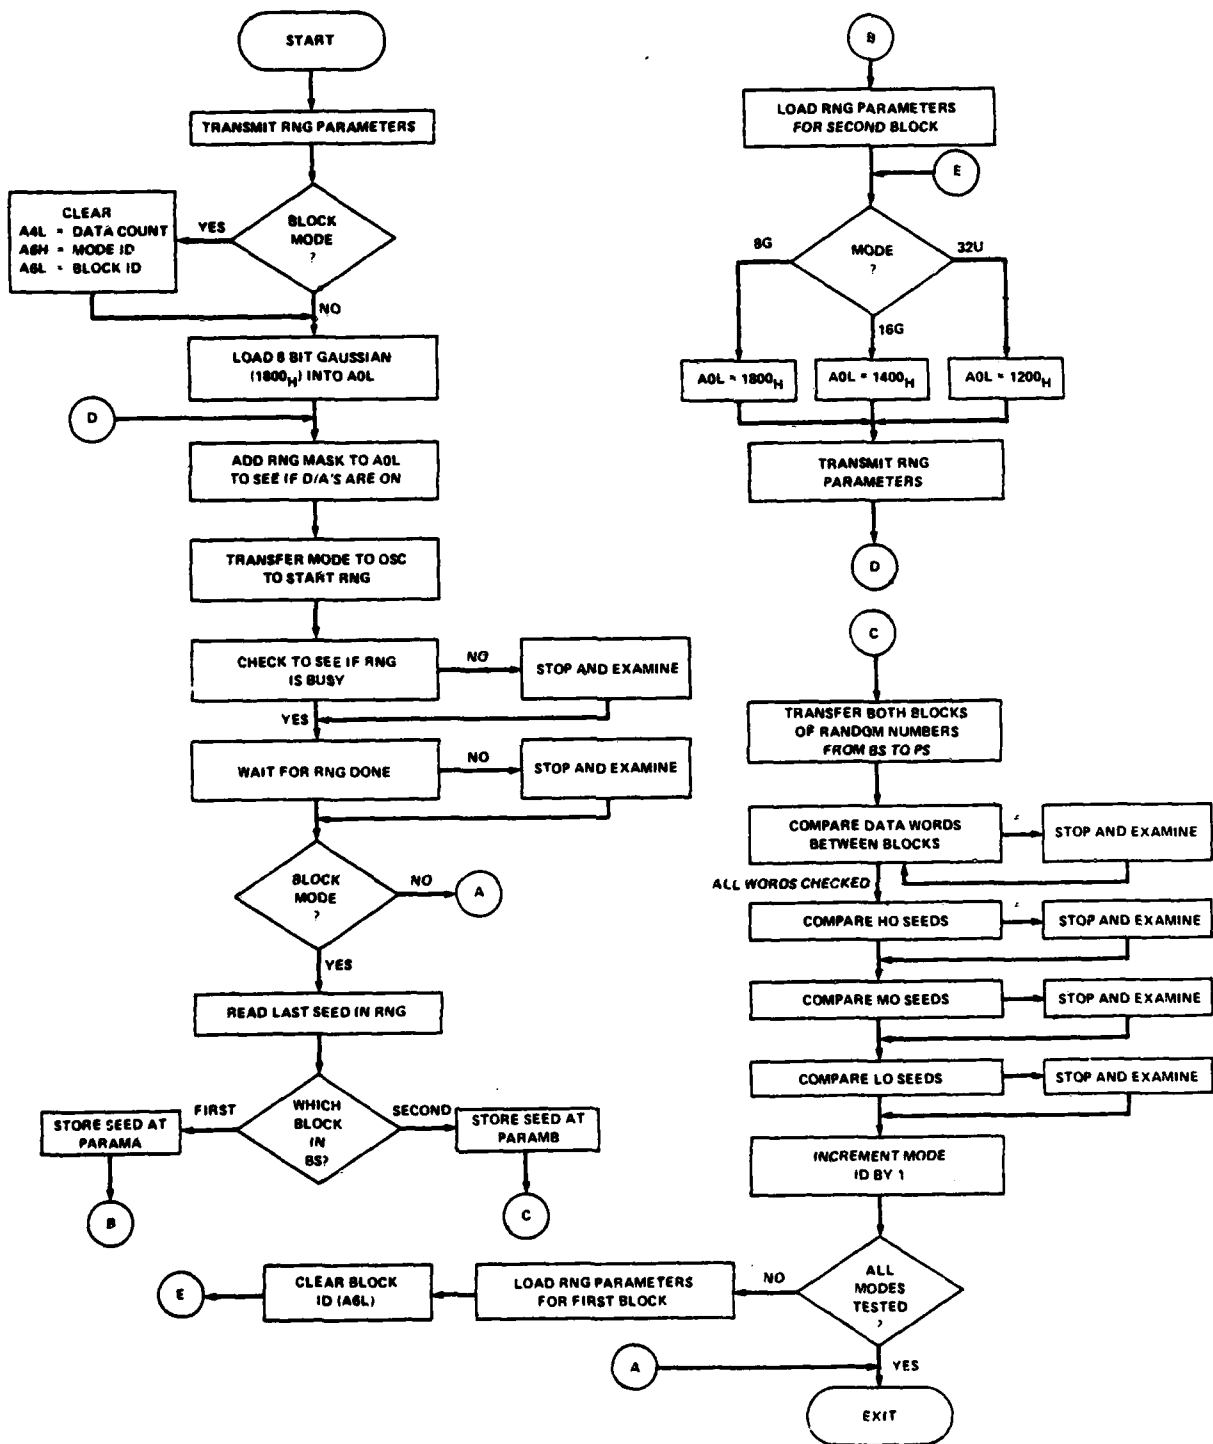 START
TRANSMIT RNG PARAMETERS
BLOCK
MODE
?
YES
CLEAR
A4L = DATA COUNT
A6H = MODE ID
A6L = BLOCK ID
NO
LOAD 8 BIT GAUSSIAN
(1800H) INTO A0L
D
ADD RNG MASK TO A0L
TO SEE IF D/A'S ARE ON
TRANSFER MODE TO OSC
TO START RNG
CHECK TO SEE IF RNG
IS BUSY
NO
STOP AND EXAMINE
YES
WAIT FOR RNG DONE
NO
STOP AND EXAMINE
BLOCK
MODE
?
NO
A
YES
READ LAST SEED IN RNG
WHICH
BLOCK
IN
BS?
FIRST
STORE SEED AT
PARAMA
B
SECOND
STORE SEED AT
PARAMB
C
B
LOAD RNG PARAMETERS
FOR SECOND BLOCK
E
MODE
?
8G
32U
16G
A0L = 1800H
A0L = 1400H
A0L = 1200H
TRANSMIT RNG
PARAMETERS
D
C
TRANSFER BOTH BLOCKS
OF RANDOM NUMBERS
FROM BS TO PS
COMPARE DATA WORDS
BETWEEN BLOCKS
STOP AND EXAMINE
ALL WORDS CHECKED
COMPARE HO SEEDS
STOP AND EXAMINE
COMPARE MO SEEDS
STOP AND EXAMINE
COMPARE LO SEEDS
STOP AND EXAMINE
INCREMENT MODE
ID BY 1
ALL
MODES
TESTED
?
NO
LOAD RNG PARAMETERS
FOR FIRST BLOCK
CLEAR BLOCK
ID (A6L)
E
A
YES
EXIT